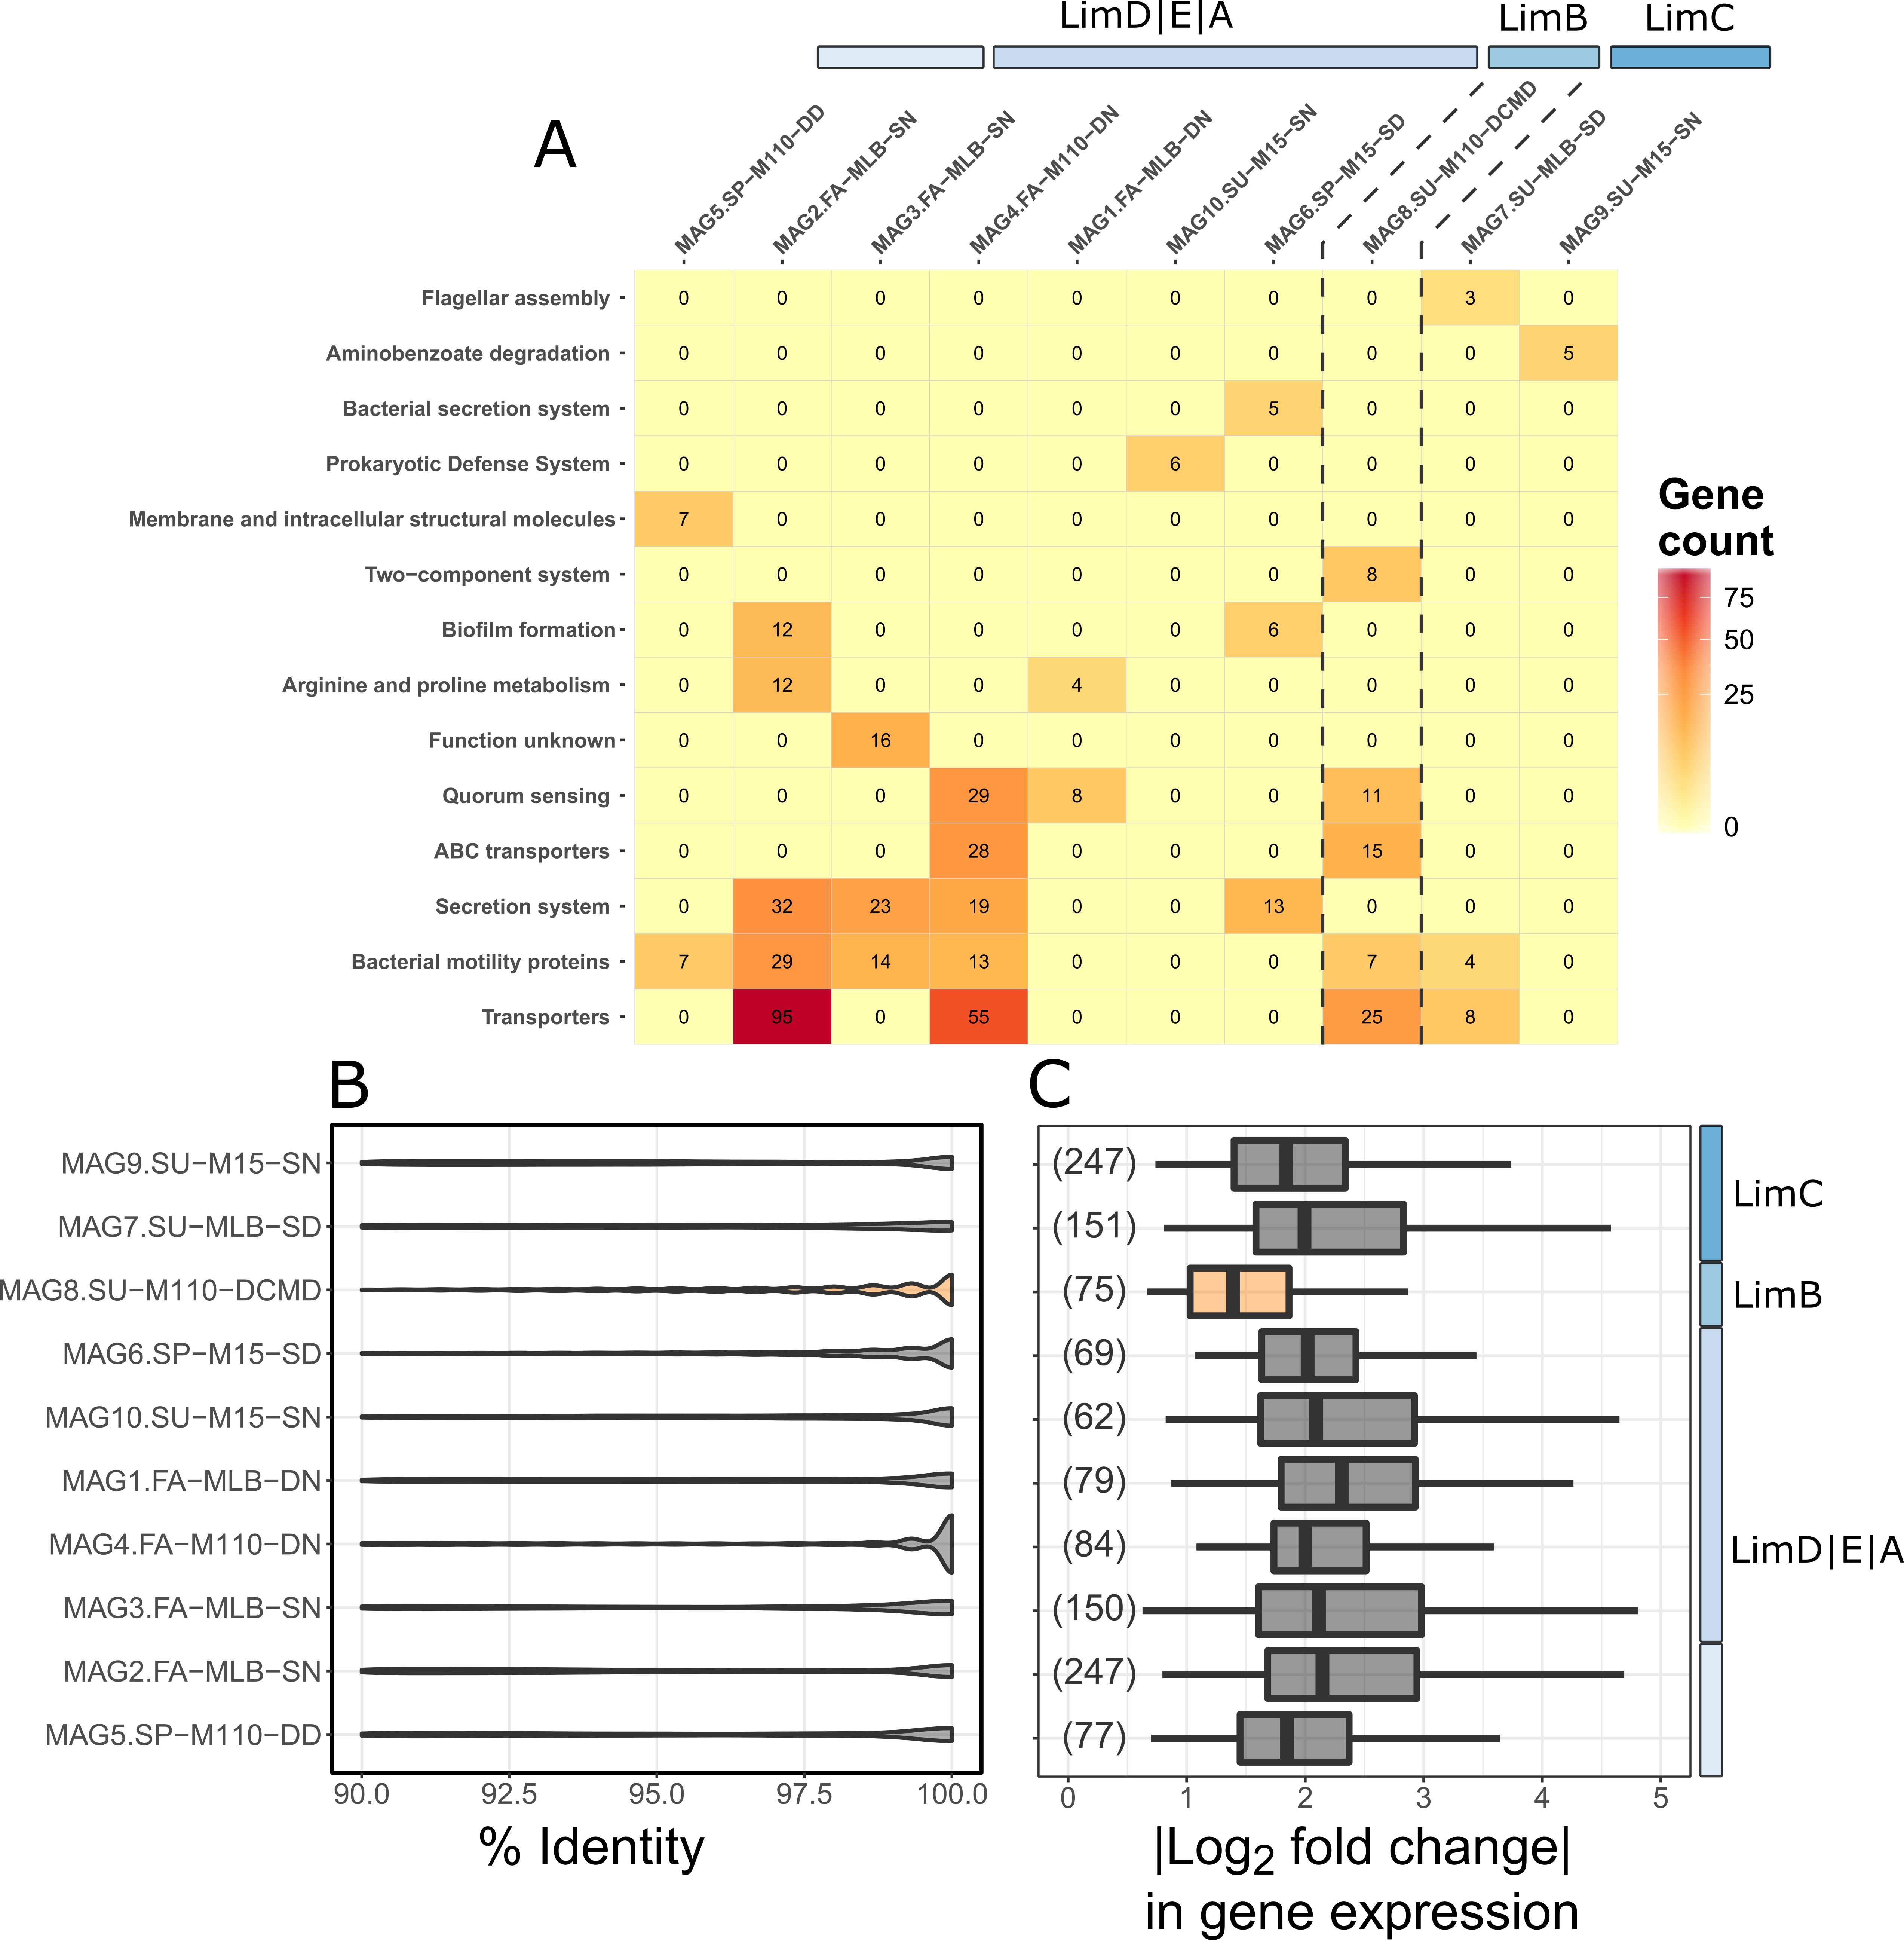 LimD|E|A LimB LimC
A
MAG5.SP−M110−DD MAG2.FA−MLB−SN MAG3.FA−MLB−SN MAG4.FA−M110−DN MAG1.FA−MLB−DN MAG10.SU−M15−SN MAG6.SP−M15−SD MAG8.SU−M110−DCMD MAG7.SU−MLB−SD MAG9.SU−M15−SN
Flagellar assembly 0 0 0 0 0 0 0 0 3 0
Aminobenzoate degradation 0 0 0 0 0 0 0 0 0 5
Bacterial secretion system 0 0 0 0 0 0 5 0 0 0
Prokaryotic Defense System 0 0 0 0 0 6 0 0 0 0
Membrane and intracellular structural molecules 7 0 0 0 0 0 0 0 0 0
Two−component system 0 0 0 0 0 0 0 8 0 0
Biofilm formation 0 12 0 0 0 0 6 0 0 0
Arginine and proline metabolism 0 12 0 0 4 0 0 0 0 0
Function unknown 0 0 16 0 0 0 0 0 0 0
Quorum sensing 0 0 0 29 8 0 0 11 0 0
ABC transporters 0 0 0 28 0 0 0 15 0 0
Secretion system 0 32 23 19 0 0 13 0 0 0
Bacterial motility proteins 7 29 14 13 0 0 0 7 4 0
Transporters 0 95 0 55 0 0 0 25 8 0
Gene
count
75
50
25
0
B
MAG9.SU−M15−SN
MAG7.SU−MLB−SD
MAG8.SU−M110−DCMD
MAG6.SP−M15−SD
MAG10.SU−M15−SN
MAG1.FA−MLB−DN
MAG4.FA−M110−DN
MAG3.FA−MLB−SN
MAG2.FA−MLB−SN
MAG5.SP−M110−DD
90.0 92.5 95.0 97.5 100.0
% Identity
C
(247)
(151)
(75)
(69)
(62)
(79)
(84)
(150)
(247)
(77)
LimC
LimB
LimD|E|A
0 1 2 3 4 5
|Log2 fold change|
in gene expression